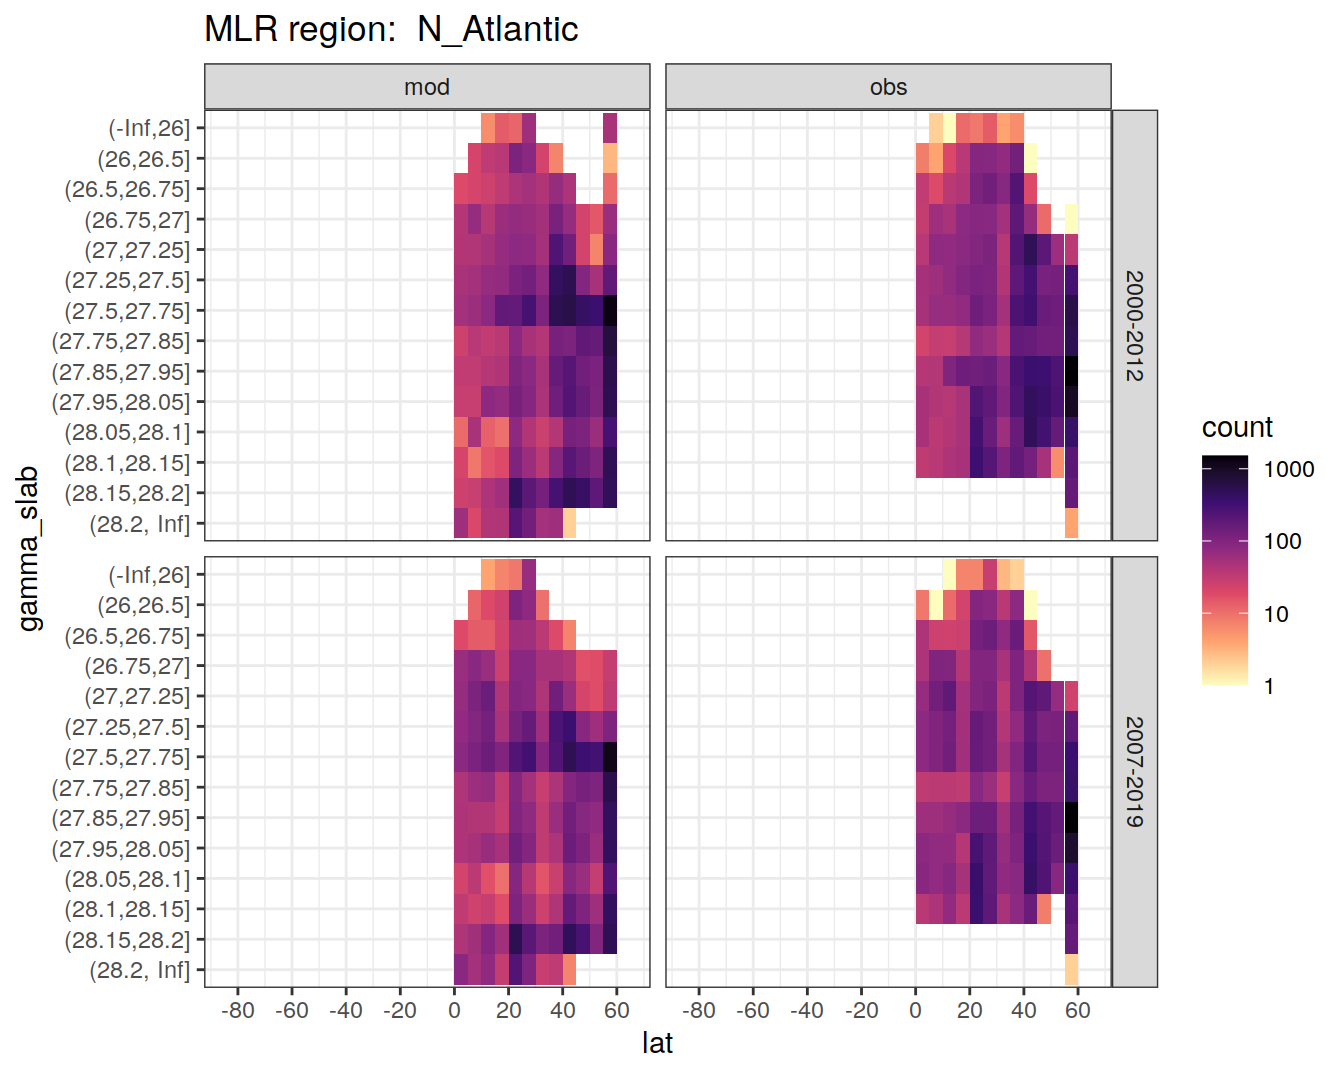 MLR region:  N_Atlantic
mod
obs
(-Inf,26]
(26,26.5]
(26.5,26.75]
(26.75,27]
(27,27.25]
(27.25,27.5]
(27.5,27.75]
(27.75,27.85]
(27.85,27.95]
(27.95,28.05]
(28.05,28.1]
(28.1,28.15]
(28.15,28.2]
(28.2, Inf]
2000-2012
(-Inf,26]
(26,26.5]
(26.5,26.75]
(26.75,27]
(27,27.25]
(27.25,27.5]
(27.5,27.75]
(27.75,27.85]
(27.85,27.95]
(27.95,28.05]
(28.05,28.1]
(28.1,28.15]
(28.15,28.2]
(28.2, Inf]
2007-2019
gamma_slab
-80 -60 -40 -20 0 20 40 60
-80 -60 -40 -20 0 20 40 60
lat
count
1000
100
10
1